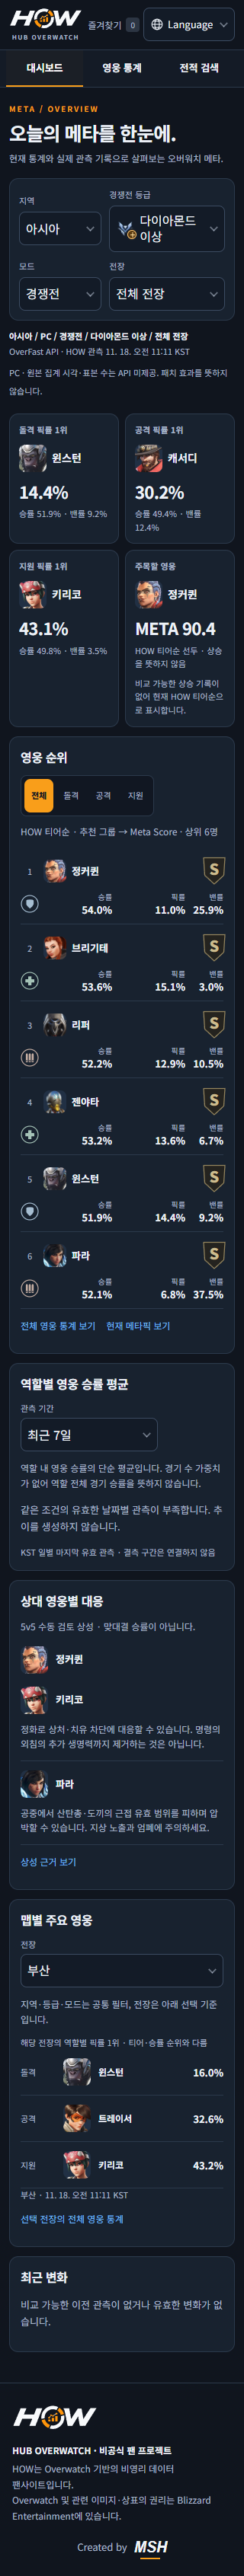 HOW
HUB OVERWATCH
즐겨찾기 0
Language
대시보드 영웅 통계 전적 검색
META / OVERVIEW
오늘의 메타를 한눈에.
현재 통계와 실제 관측 기록으로 살펴보는 오버워치 메타.
지역
아시아
경쟁전 등급
다이아몬드
이상
모드
경쟁전
전장
전체 전장
아시아 / PC / 경쟁전 / 다이아몬드 이상 / 전체 전장
OverFast API · HOW 관측 11. 18. 오전 11:11 KST
PC · 원본 집계 시각·표본 수는 API 미제공. 패치 효과를 뜻하지
않습니다.
돌격 픽률 1위
윈스턴
14.4%
승률 51.9% · 밴률 9.2%
공격 픽률 1위
캐서디
30.2%
승률 49.4% · 밴률
12.4%
지원 픽률 1위
키리코
43.1%
승률 49.8% · 밴률 3.5%
주목할 영웅
정커퀸
META 90.4
HOW 티어순 선두 · 상승
을 뜻하지 않음
비교 가능한 상승 기록이
없어 현재 HOW 티어순으
로 표시합니다.
영웅 순위
전체 돌격 공격 지원
HOW 티어순 · 추천 그룹 → Meta Score · 상위 6명
1 정커퀸 S
승률 픽률 밴률
54.0% 11.0% 25.9%
2 브리기테 S
승률 픽률 밴률
53.6% 15.1% 3.0%
3 리퍼 S
승률 픽률 밴률
52.2% 12.9% 10.5%
4 젠야타 S
승률 픽률 밴률
53.2% 13.6% 6.7%
5 윈스턴 S
승률 픽률 밴률
51.9% 14.4% 9.2%
6 파라 S
승률 픽률 밴률
52.1% 6.8% 37.5%
전체 영웅 통계 보기 현재 메타픽 보기
역할별 영웅 승률 평균
관측 기간
최근 7일
역할 내 영웅 승률의 단순 평균입니다. 경기 수 가중치
가 없어 역할 전체 경기 승률을 뜻하지 않습니다.
같은 조건의 유효한 날짜별 관측이 부족합니다. 추
이를 생성하지 않습니다.
KST 일별 마지막 유효 관측 · 결측 구간은 연결하지 않음
상대 영웅별 대응
5v5 수동 검토 상성 · 맞대결 승률이 아닙니다.
정커퀸
키리코
정화로 상처·치유 차단에 대응할 수 있습니다. 명령의
외침의 추가 생명력까지 제거하는 것은 아닙니다.
파라
공중에서 산탄총·도끼의 근접 유효 범위를 피하며 압
박할 수 있습니다. 지상 노출과 엄폐에 주의하세요.
상성 근거 보기
맵별 주요 영웅
전장
부산
지역·등급·모드는 공통 필터, 전장은 아래 선택 기준
입니다.
해당 전장의 역할별 픽률 1위 · 티어·승률 순위와 다름
돌격 윈스턴 16.0%
공격 트레이서 32.6%
지원 키리코 43.2%
부산 · 11. 18. 오전 11:11 KST
선택 전장의 전체 영웅 통계
최근 변화
비교 가능한 이전 관측이 없거나 유효한 변화가 없
습니다.
HOW
HUB OVERWATCH · 비공식 팬 프로젝트
HOW는 Overwatch 기반의 비영리 데이터
팬사이트입니다.
Overwatch 및 관련 이미지·상표의 권리는 Blizzard
Entertainment에 있습니다.
Created by MSH